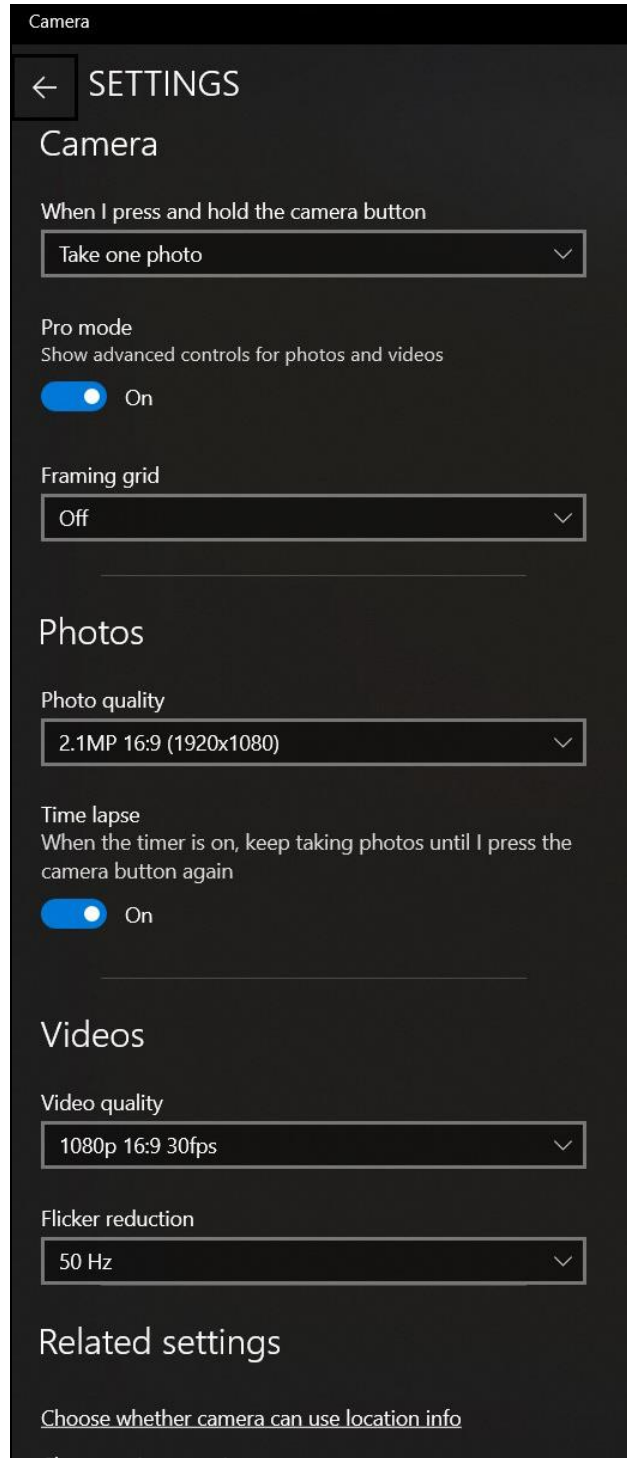 Camera
SETTINGS
Camera
When I press and hold the camera button
Take one photo
Pro mode
Show advanced controls for photos and videos
On
Framing grid
Off
Photos
Photo quality
2.1MP 16:9 (1920x1080)
Time lapse
When the timer is on, keep taking photos until I press the
camera button again
On
Videos
Video quality
1080p 16:9 30fps
Flicker reduction
50 Hz
Related settings
Choose whether camera can use location info